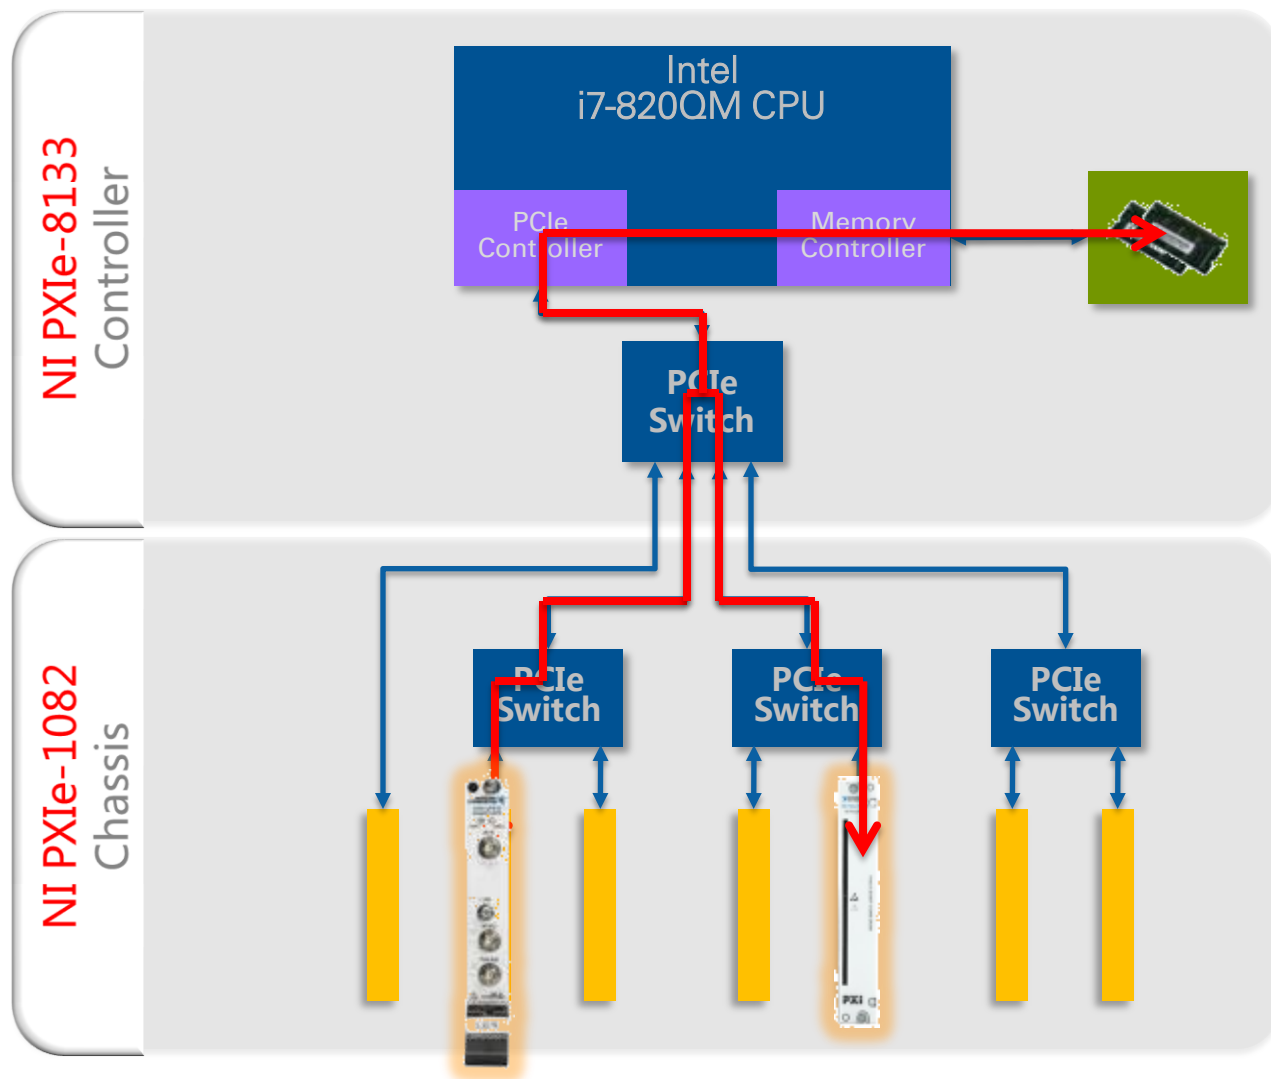 NI PXIe-8133
Controller
Intel
i7-820QM CPU
PCIe
Controller
Memory
Controller
PCIe
Switch
NI PXIe-1082
Chassis
PCIe
Switch
PCIe
Switch
PCIe
Switch
PXI